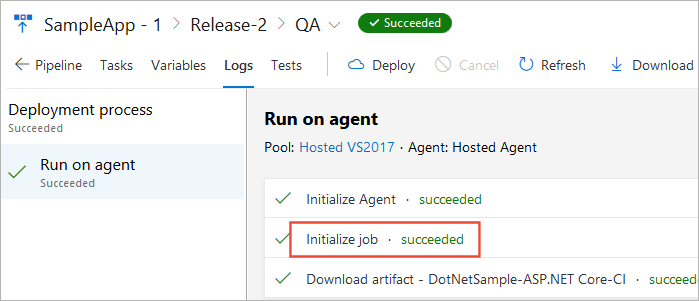 SampleApp - 1 > Release-2 > QA Succeeded
Pipeline Tasks Variables Logs Tests Deploy Cancel Refresh Download
Deployment process
Succeeded
Run on agent
Succeeded
Run on agent
Pool: Hosted VS2017 · Agent: Hosted Agent
Initialize Agent · succeeded
Initialize job · succeeded
Download artifact - DotNetSample-ASP.NET Core-CI · succeed